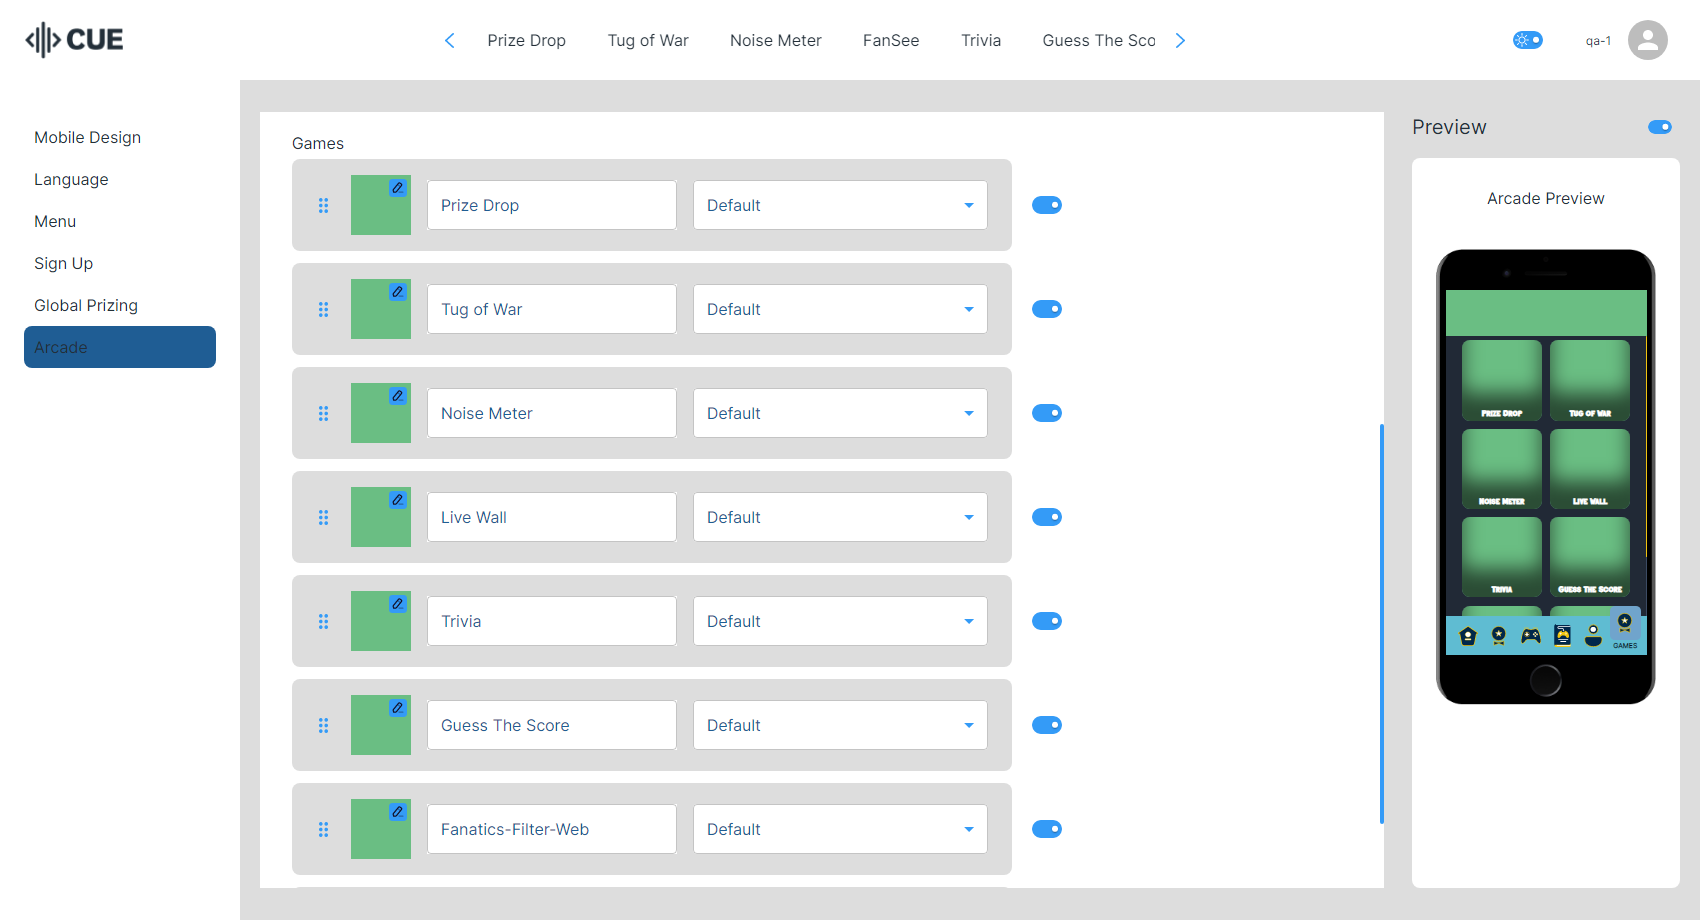 CUE
Prize Drop Tug of War Noise Meter FanSee Trivia Guess The Sco
qa-1
Mobile Design
Language
Menu
Sign Up
Global Prizing
Arcade
Games
Prize Drop Default
Tug of War Default
Noise Meter Default
Live Wall Default
Trivia Default
Guess The Score Default
Fanatics-Filter-Web Default
Preview
Arcade Preview
Prize Drop Tug of War
Noise Meter Live Wall
Trivia Guess The Score
GAMES